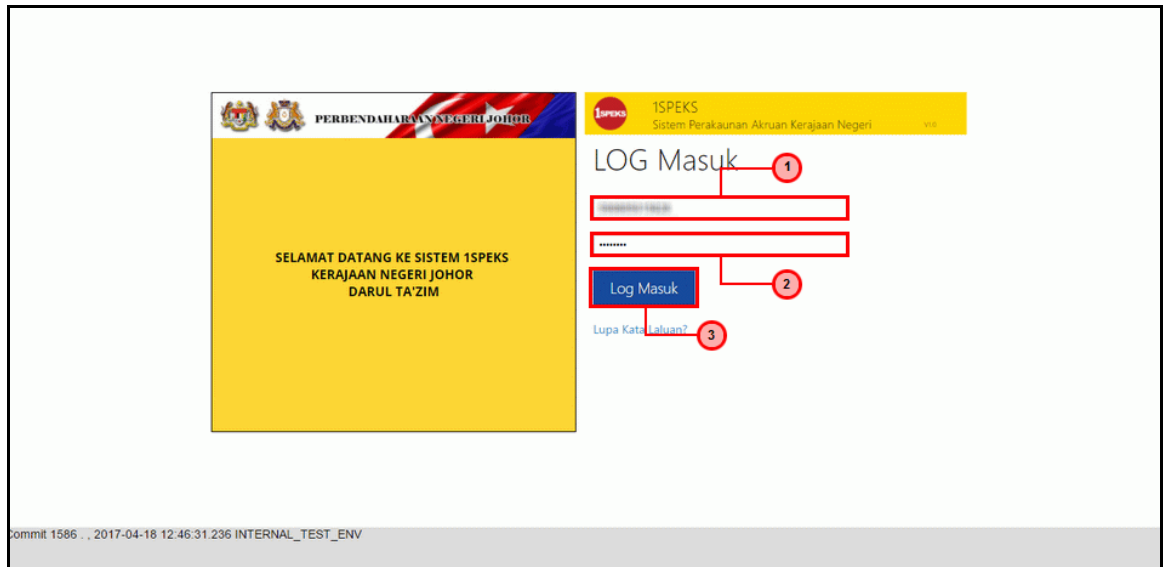 PERBENDAHARAAN NEGERI JOHOR
SELAMAT DATANG KE SISTEM 1SPEKS
KERAJAAN NEGERI JOHOR
DARUL TA'ZIM
1SPEKS
1SPEKS
Sistem Perakaunan Akruan Kerajaan Negeri
V1.0
LOG Masuk
1
2
Log Masuk
Lupa Kata Laluan?
3
Commit 1586 . , 2017-04-18 12:46:31.236 INTERNAL_TEST_ENV